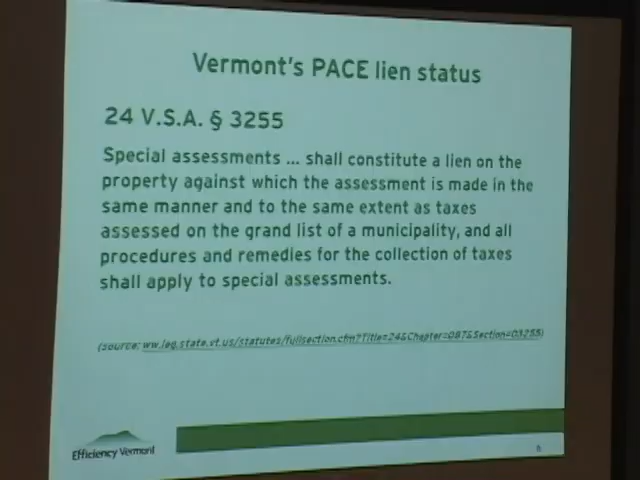 Vermont's PACE lien status
24 V.S.A. § 3255
Special assessments ... shall constitute a lien on the
property against which the assessment is made in the
same manner and to the same extent as taxes
assessed on the grand list of a municipality, and all
procedures and remedies for the collection of taxes
shall apply to special assessments.
(source: ww.leg.state.vt.us/statutes/fullsection.cfm?Title=24&Chapter=087&Section=03255)
Efficiency Vermont
6